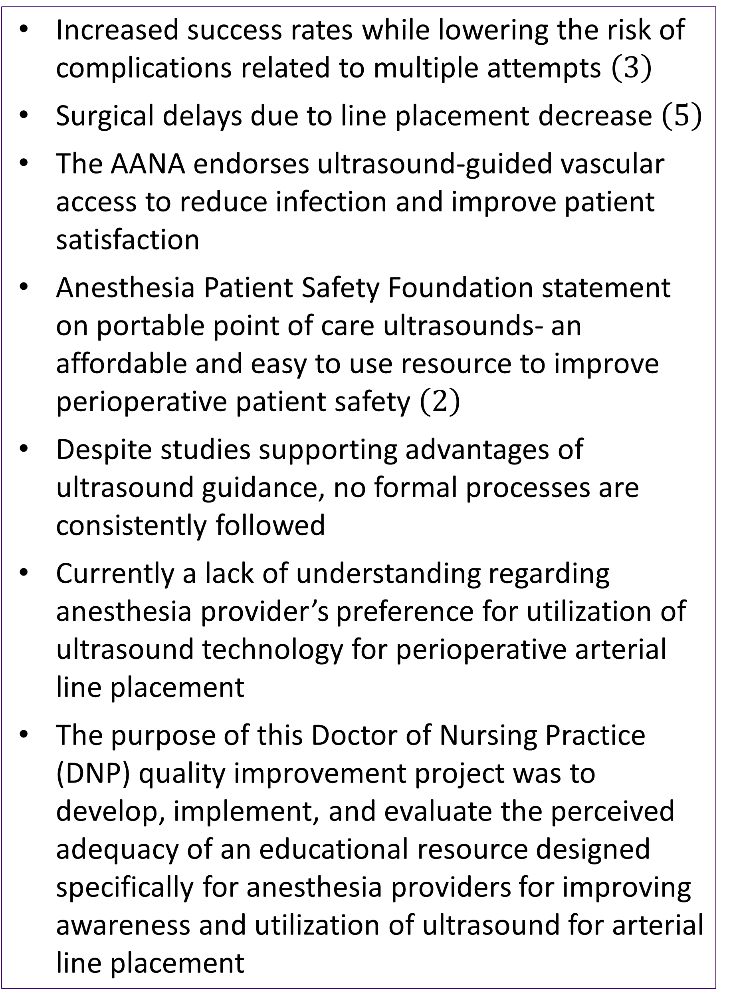 • Increased success rates while lowering the risk of
complications related to multiple attempts (3)
• Surgical delays due to line placement decrease (5)
• The AANA endorses ultrasound-guided vascular
access to reduce infection and improve patient
satisfaction
• Anesthesia Patient Safety Foundation statement
on portable point of care ultrasounds- an
affordable and easy to use resource to improve
perioperative patient safety (2)
• Despite studies supporting advantages of
ultrasound guidance, no formal processes are
consistently followed
• Currently a lack of understanding regarding
anesthesia provider’s preference for utilization of
ultrasound technology for perioperative arterial
line placement
• The purpose of this Doctor of Nursing Practice
(DNP) quality improvement project was to
develop, implement, and evaluate the perceived
adequacy of an educational resource designed
specifically for anesthesia providers for improving
awareness and utilization of ultrasound for arterial
line placement